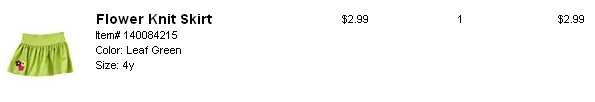 Flower Knit Skirt $2.99 1 $2.99
Item# 140084215
Color: Leaf Green
Size: 4y